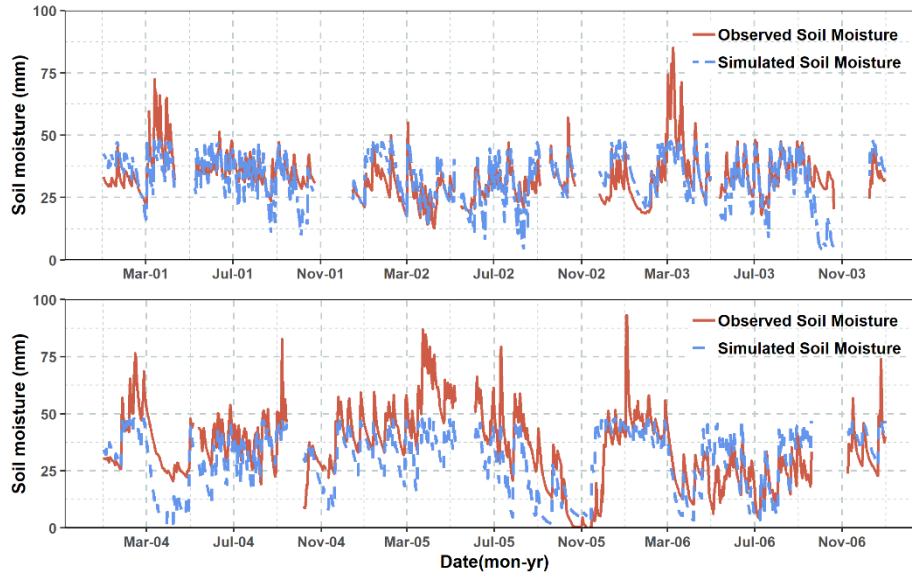 100
75
50
25
0
Soil moisture (mm)
Observed Soil Moisture
Simulated Soil Moisture
Mar-01 Jul-01 Nov-01 Mar-02 Jul-02 Nov-02 Mar-03 Jul-03 Nov-03
100
75
50
25
0
Soil moisture (mm)
Observed Soil Moisture
Simulated Soil Moisture
Mar-04 Jul-04 Nov-04 Mar-05 Jul-05 Nov-05 Mar-06 Jul-06 Nov-06
Date(mon-yr)